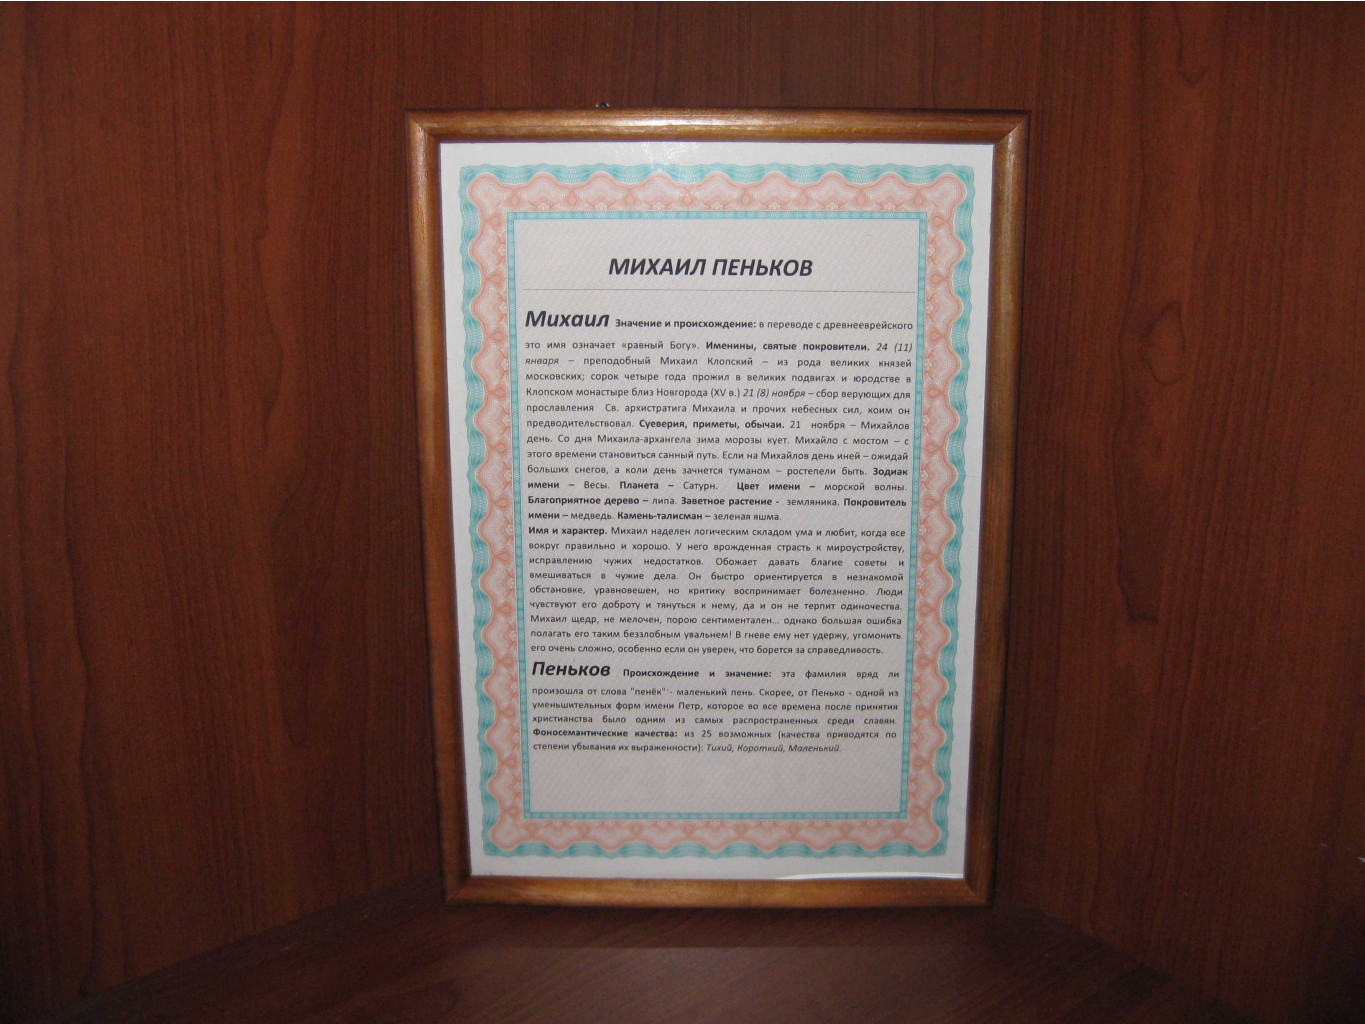 МИХАИЛ ПЕНЬКОВ
Михаил Значение и происхождение: в переводе с древнееврейского
это имя означает «равный Богу». Именины, святые покровители. 24 (11)
января – преподобный Михаил Клопский – из рода великих князей
московских; сорок четыре года прожил в великих подвигах и юродстве в
Клопском монастыре близ Новгорода (XV в.) 21 (8) ноября – сбор верующих для
прославления Св. архистратига Михаила и прочих небесных сил, коим он
предводительствовал. Суеверия, приметы, обычаи. 21 ноября – Михайлов
день. Со дня Михаила-архангела зима морозы кует. Михайло с мостом – с
этого времени становиться санный путь. Если на Михайлов день иней – ожидай
больших снегов, а коли день зачнется туманом – ростепели быть. Зодиак
имени – Весы. Планета – Сатурн. Цвет имени – морской волны.
Благоприятное дерево – липа. Заветное растение - земляника. Покровитель
имени – медведь. Камень-талисман – зеленая яшма.
Имя и характер. Михаил наделен логическим складом ума и любит, когда все
вокруг правильно и хорошо. У него врожденная страсть к мироустройству,
исправлению чужих недостатков. Обожает давать благие советы и
вмешиваться в чужие дела. Он быстро ориентируется в незнакомой
обстановке, уравновешен, но критику воспринимает болезненно. Люди
чувствуют его доброту и тянуться к нему, да и он не терпит одиночества.
Михаил щедр, не мелочен, порою сентиментален... однако большая ошибка
полагать его таким беззлобным увальнем! В гневе ему нет удержу, угомонить
его очень сложно, особенно если он уверен, что борется за справедливость.
Пеньков Происхождение и значение: эта фамилия вряд ли
произошла от слова "пенёк" - маленький пень. Скорее, от Пенько - одной из
уменьшительных форм имени Петр, которое во все времена после принятия
христианства было одним из самых распространенных среди славян.
Фоносемантические качества: из 25 возможных (качества приводятся по
степени убывания их выраженности): Тихий, Короткий, Маленький.